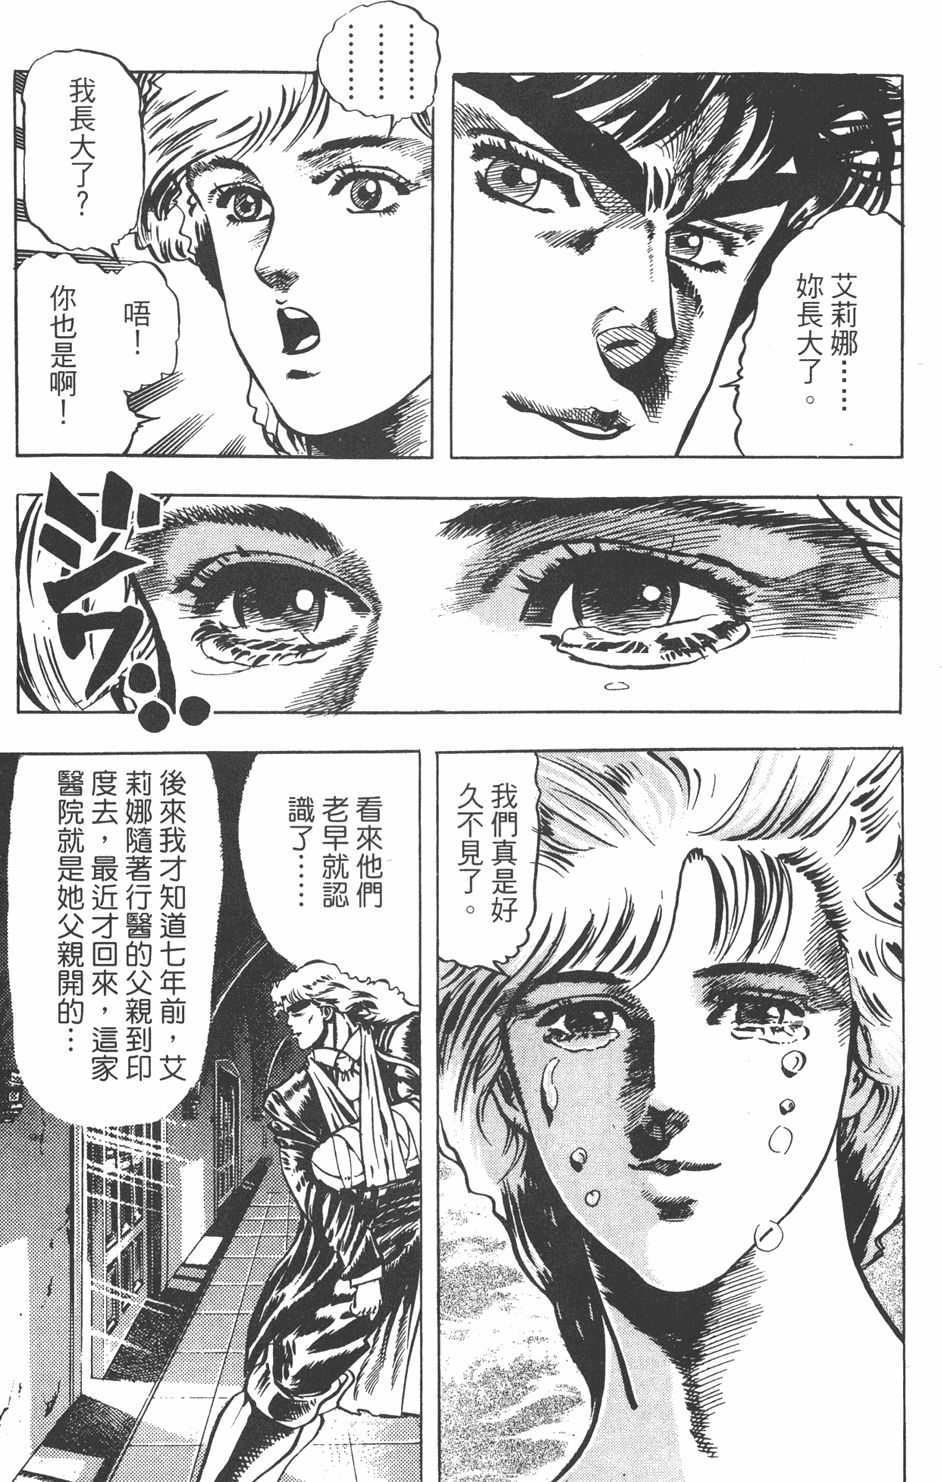 艾莉娜……
妳長大了。
………
………
………
我長大了？
唔！
你也是啊！
ジワ
我們真是好
久不見了。
看來他們
老早就認
識了……
後來我才知道七年前，艾
莉娜隨著行醫的父親到印
度去，最近才回來，這家
醫院就是她父親開的…